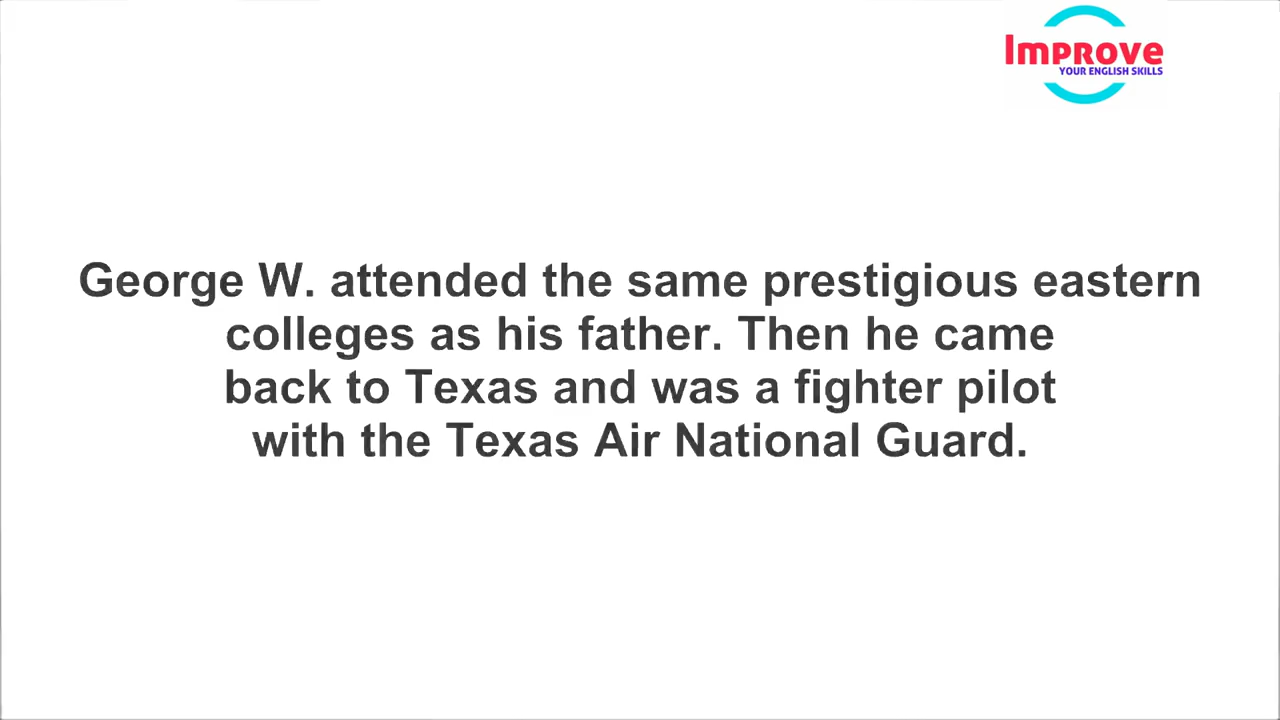 Improve
YOUR ENGLISH SKILLS
George W. attended the same prestigious eastern
colleges as his father. Then he came
back to Texas and was a fighter pilot
with the Texas Air National Guard.